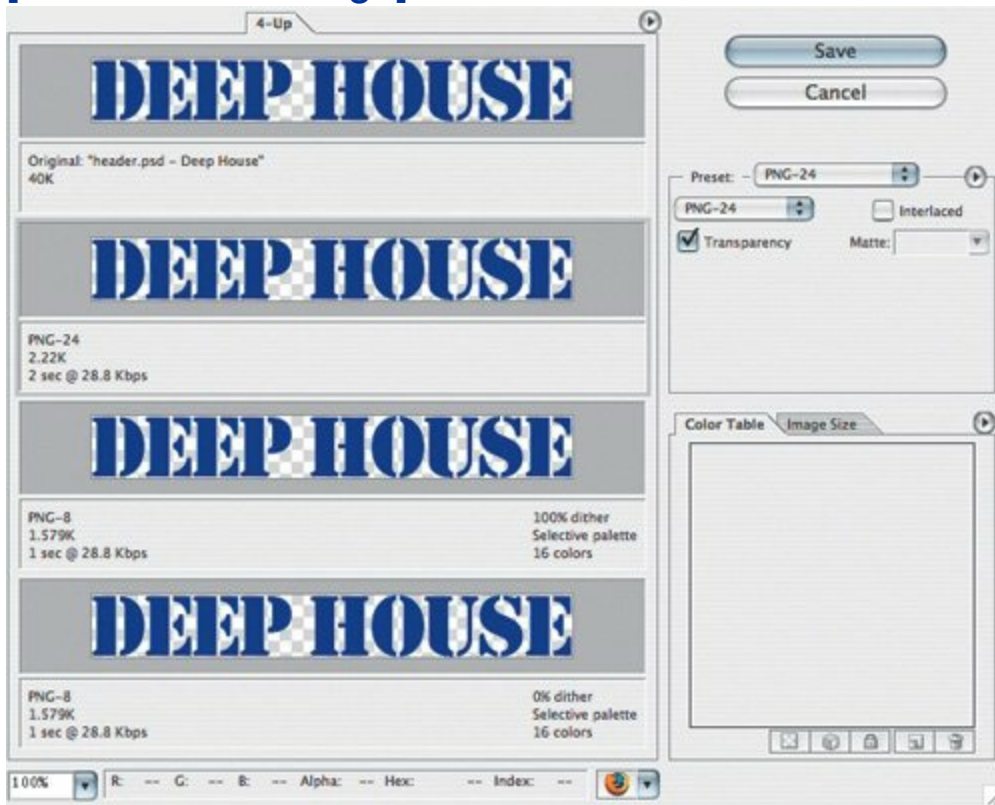 4-Up
DEEP HOUSE
Original: "header.psd - Deep House"
40K
DEEP HOUSE
PNG-24
2.22K
2 sec @ 28.8 Kbps
DEEP HOUSE
PNG-8
1.579K
1 sec @ 28.8 Kbps
100% dither
Selective palette
16 colors
DEEP HOUSE
PNG-8
1.579K
1 sec @ 28.8 Kbps
0% dither
Selective palette
16 colors
100%
R: -- G: -- B: -- Alpha: -- Hex: -- Index: --
Save
Cancel
Preset: PNG-24
PNG-24
Interlaced
Transparency
Matte:
Color Table
Image Size